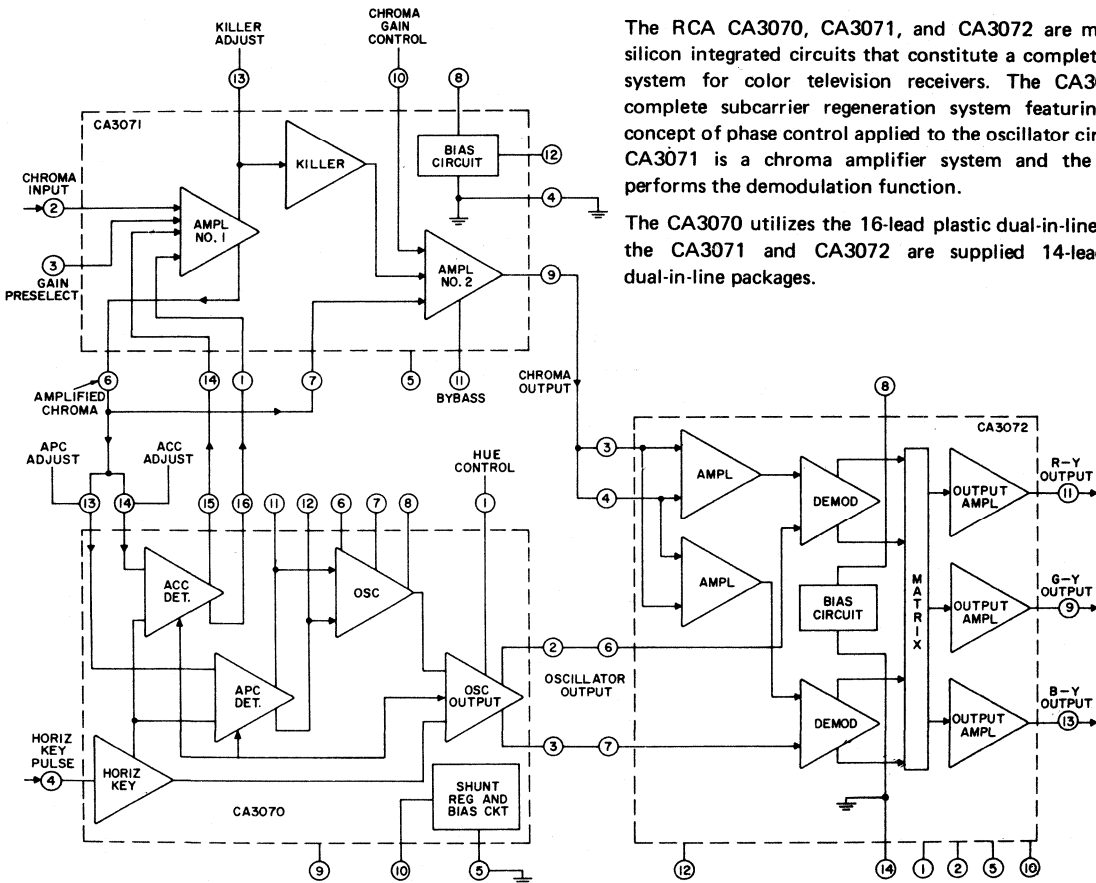 The RCA CA3070, CA3071, and CA3072 are m
silicon integrated circuits that constitute a complet
system for color television receivers. The CA30
complete subcarrier regeneration system featurin
concept of phase control applied to the oscillator cir
CA3071 is a chroma amplifier system and the
performs the demodulation function.
The CA3070 utilizes the 16-lead plastic dual-in-line
the CA3071 and CA3072 are supplied 14-lea
dual-in-line packages.
KILLER
ADJUST
13
CHROMA
GAIN
CONTROL
10
8
CA3071
KILLER
BIAS
CIRCUIT
12
4
CHROMA
INPUT
2
3
GAIN
PRESELECT
AMPL
NO. 1
AMPL
NO. 2
9
6
AMPLIFIED
CHROMA
14
1
7
5
11
BYBASS
CHROMA
OUTPUT
APC
ADJUST
13
ACC
ADJUST
14
15
16
11
12
6
7
8
HUE
CONTROL
1
ACC
DET.
OSC
APC
DET.
OSC
OUTPUT
HORIZ
KEY
PULSE
4
HORIZ
KEY
CA3070
SHUNT
REG AND
BIAS CKT
9
10
5
2
6
OSCILLATOR
OUTPUT
3
7
3
4
8
CA3072
AMPL
AMPL
DEMOD
BIAS
CIRCUIT
DEMOD
MATRIX
OUTPUT
AMPL
OUTPUT
AMPL
OUTPUT
AMPL
R-Y
OUTPUT
11
G-Y
OUTPUT
9
B-Y
OUTPUT
13
12
14
1
2
5
10